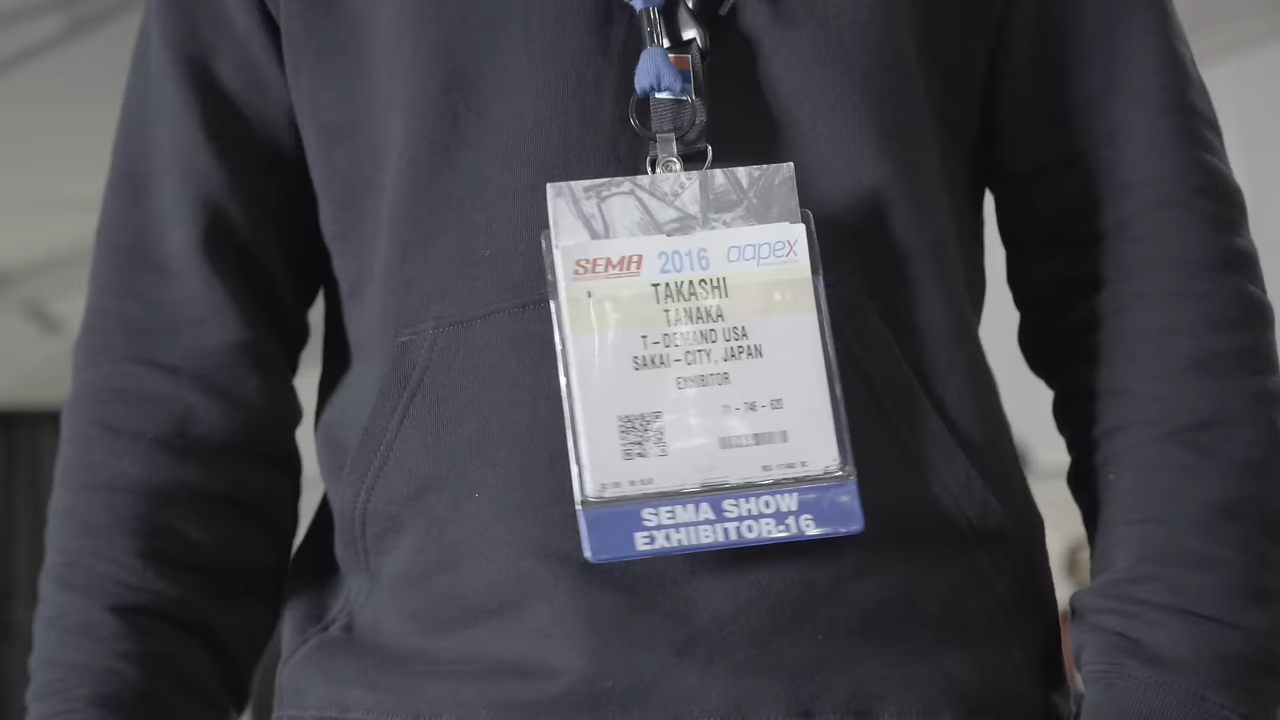 SEMA 2016 aapex
TAKASHI
TANAKA
T-DEMAND USA
SAKAI-CITY, JAPAN
EXHIBITOR
SEMA SHOW
EXHIBITOR-16